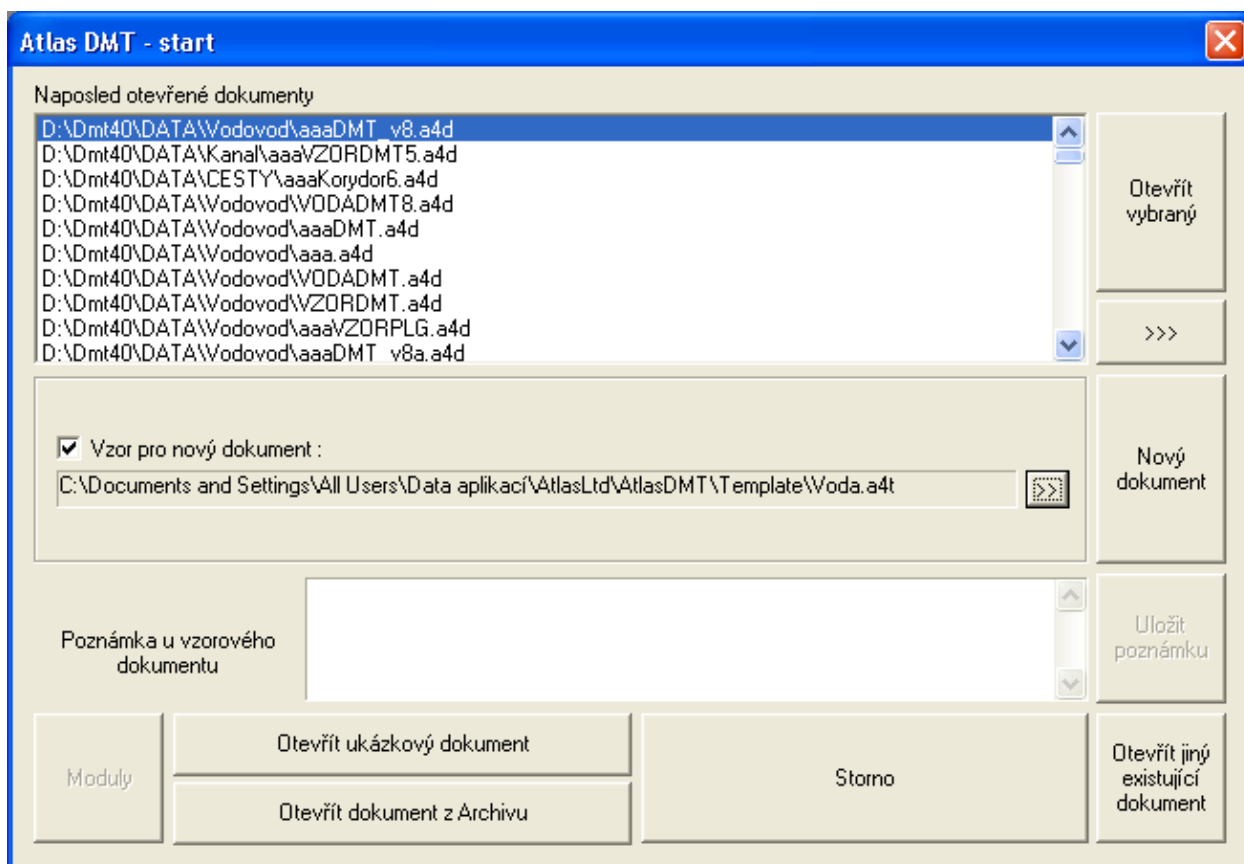 Atlas DMT - start
Naposled otevřené dokumenty
D:\Dmt40\DATA\Vodovod\aaaDMT_v8.a4d
D:\Dmt40\DATA\Kanal\aaaVZORDMT5.a4d
D:\Dmt40\DATA\CESTY\aaaKorydor6.a4d
D:\Dmt40\DATA\Vodovod\VODADMT8.a4d
D:\Dmt40\DATA\Vodovod\aaaDMT.a4d
D:\Dmt40\DATA\Vodovod\aaa.a4d
D:\Dmt40\DATA\Vodovod\VODADMT.a4d
D:\Dmt40\DATA\Vodovod\VZORDMT.a4d
D:\Dmt40\DATA\Vodovod\aaaVZORPLG.a4d
D:\Dmt40\DATA\Vodovod\aaaDMT_v8a.a4d
Otevřít
vybraný
>>>
Vzor pro nový dokument :
C:\Documents and Settings\All Users\Data aplikací\AtlasLtd\AtlasDMT\Template\Voda.a4t
>>
Nový
dokument
Poznámka u vzorového
dokumentu
Uložit
poznámku
Moduly
Otevřít ukázkový dokument
Otevřít dokument z Archivu
Storno
Otevřít jiný
existující
dokument